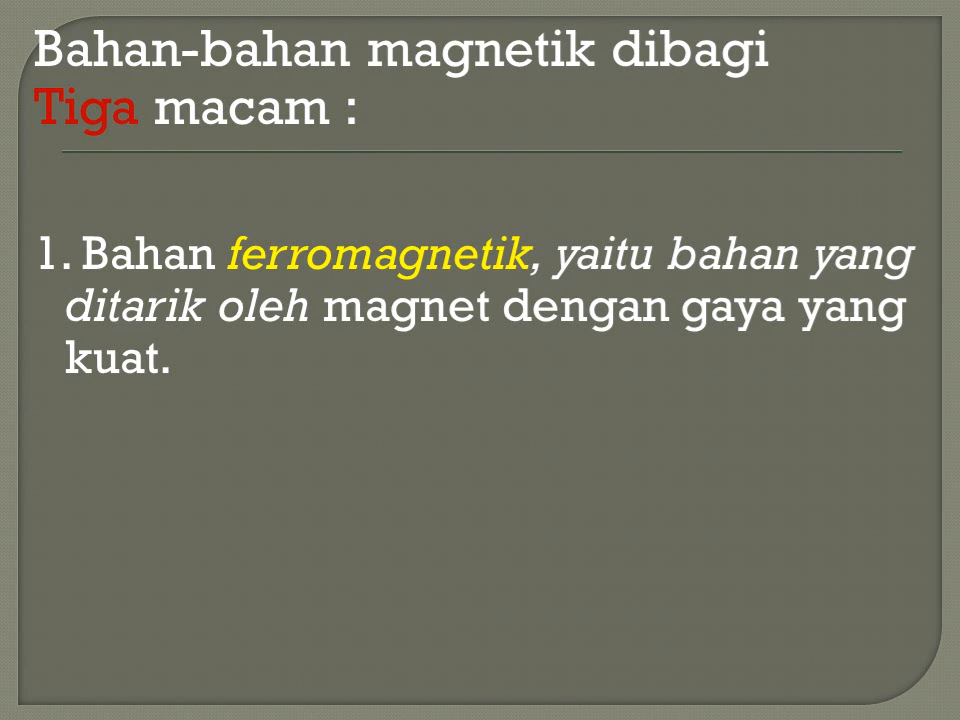 Bahan-bahan magnetik dibagi
Tiga macam :
1. Bahan ferromagnetik, yaitu bahan yang
ditarik oleh magnet dengan gaya yang
kuat.